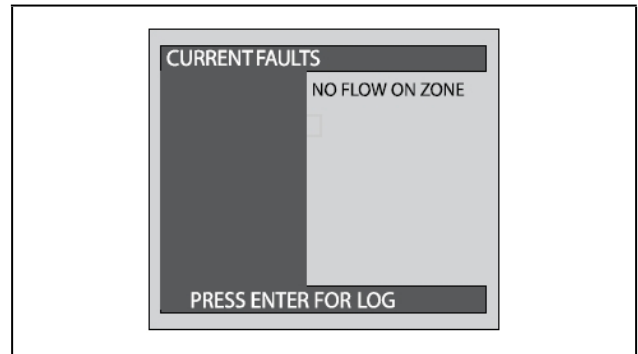 CURRENT FAULTS
NO FLOW ON ZONE
PRESS ENTER FOR LOG